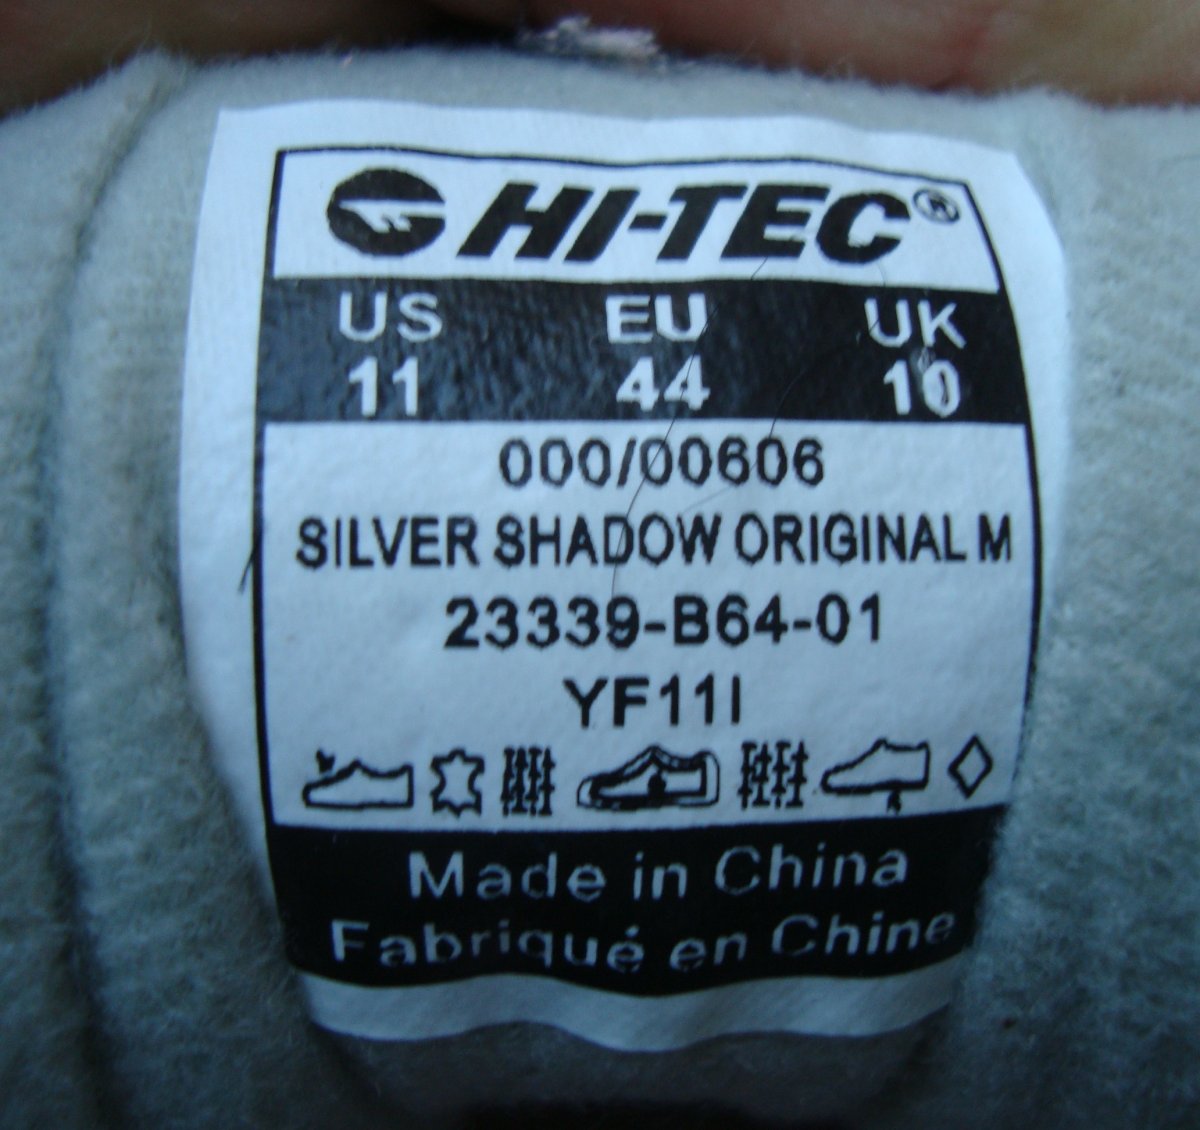 HI-TEC®
US EU UK
11 44 10
000/00606
SILVER SHADOW ORIGINAL M
23339-B64-01
YF11I
Made in China
Fabriqué en Chine